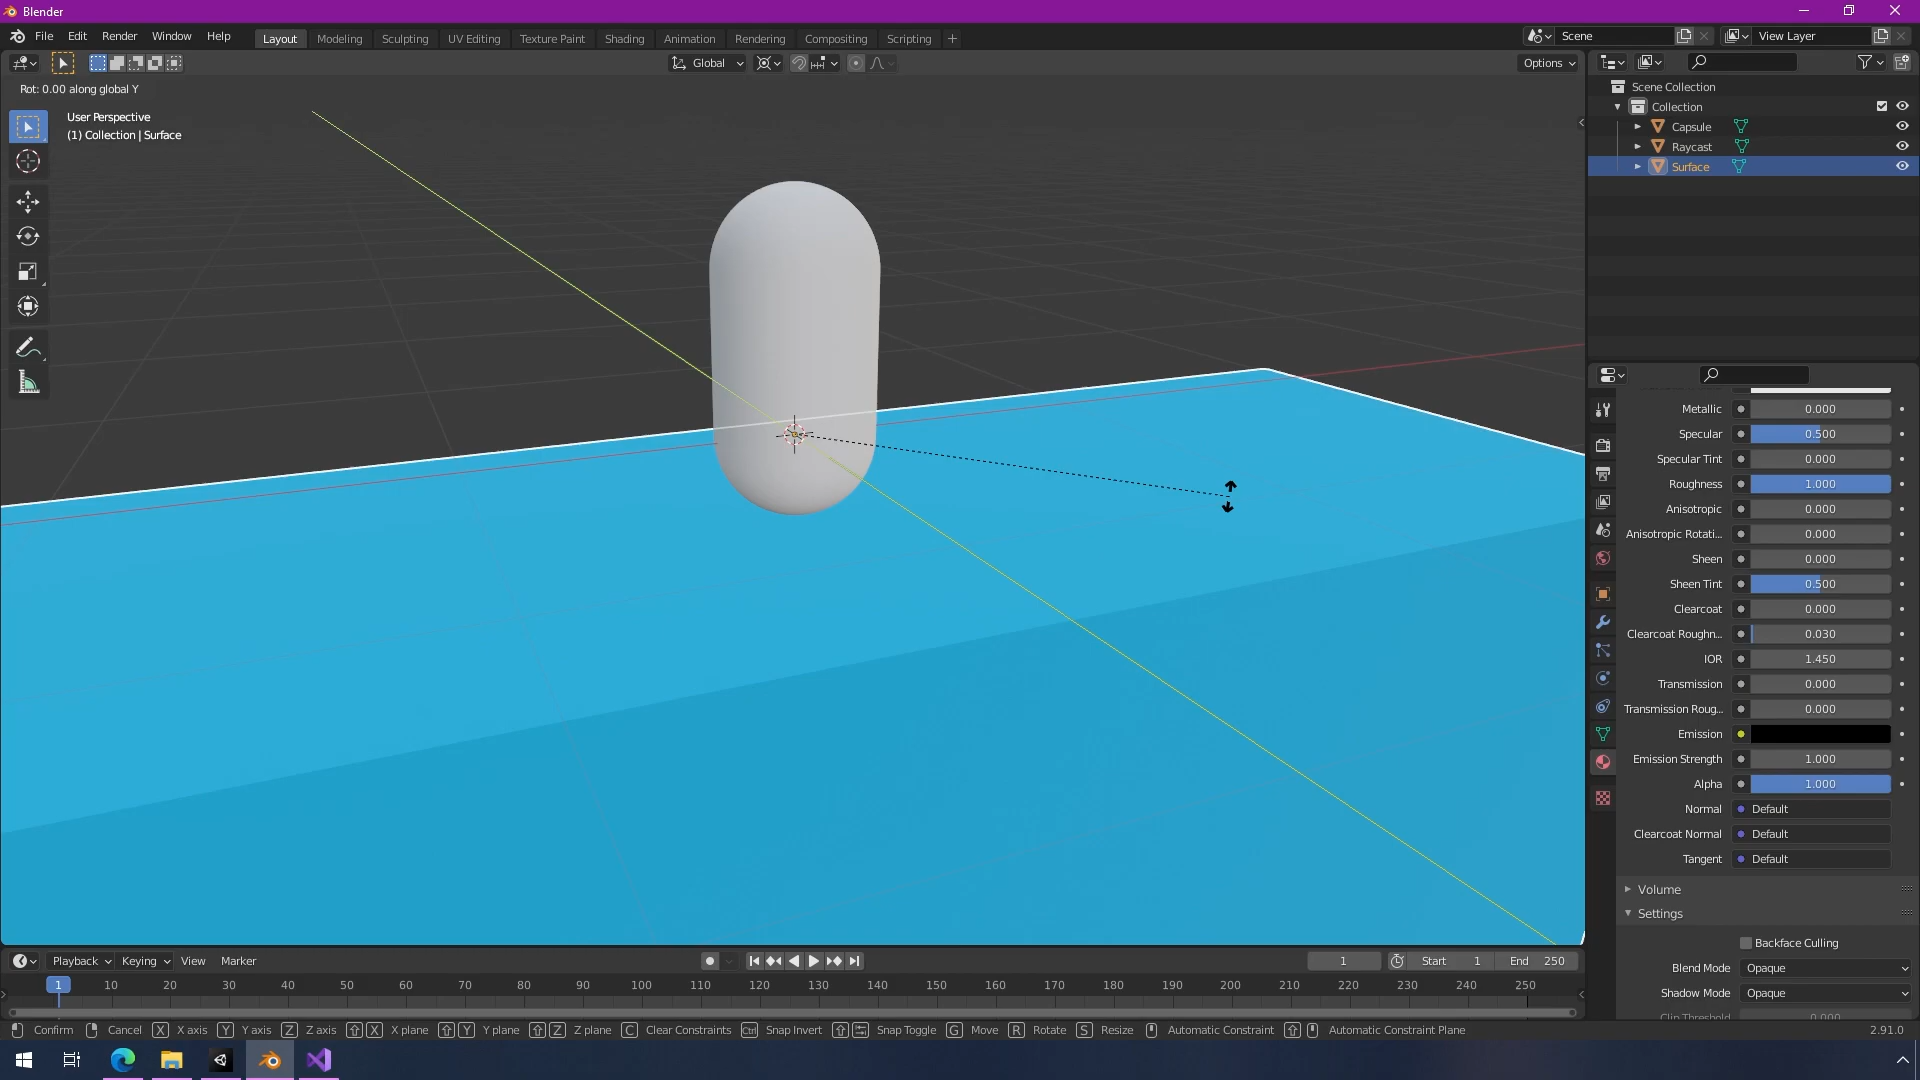 Blender
File Edit Render Window Help
Layout Modeling Sculpting UV Editing Texture Paint Shading Animation Rendering Compositing Scripting +
Scene View Layer
Global Options
Rot: 0.00 along global Y
User Perspective
(1) Collection | Surface
Scene Collection
Collection
Capsule
Raycast
Surface
Metallic 0.000
Specular 0.500
Specular Tint 0.000
Roughness 1.000
Anisotropic 0.000
Anisotropic Rotati... 0.000
Sheen 0.000
Sheen Tint 0.500
Clearcoat 0.000
Clearcoat Roughn... 0.030
IOR 1.450
Transmission 0.000
Transmission Roug... 0.000
Emission
Emission Strength 1.000
Alpha 1.000
Normal Default
Clearcoat Normal Default
Tangent Default
Volume
Settings
Backface Culling
Blend Mode Opaque
Shadow Mode Opaque
Clip Threshold 0.000
Playback Keying View Marker 1 Start 1 End 250
1 10 20 30 40 50 60 70 80 90 100 110 120 130 140 150 160 170 180 190 200 210 220 230 240 250
Confirm Cancel X X axis Y Y axis Z Z axis X X plane Y Y plane Z Z plane C Clear Constraints Ctrl Snap Invert Snap Toggle G Move R Rotate S Resize Automatic Constraint Automatic Constraint Plane 2.91.0